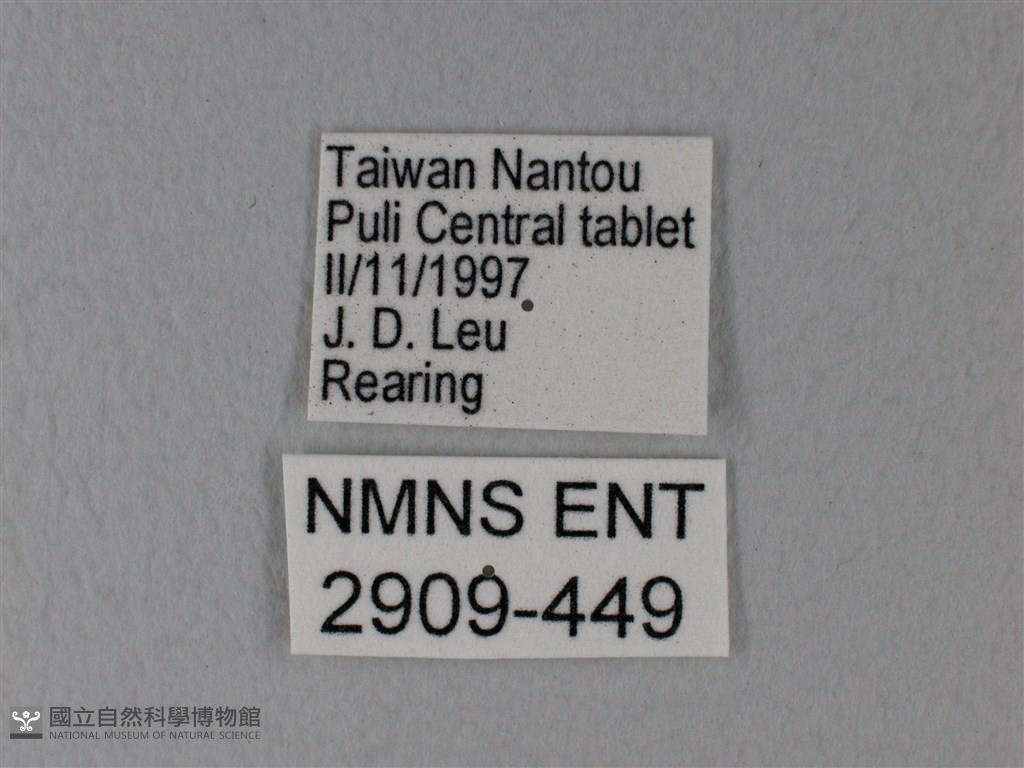 Taiwan Nantou
Puli Central tablet
II/11/1997
J. D. Leu
Rearing
NMNS ENT
2909-449
國立自然科學博物館
NATIONAL MUSEUM OF NATURAL SCIENCE